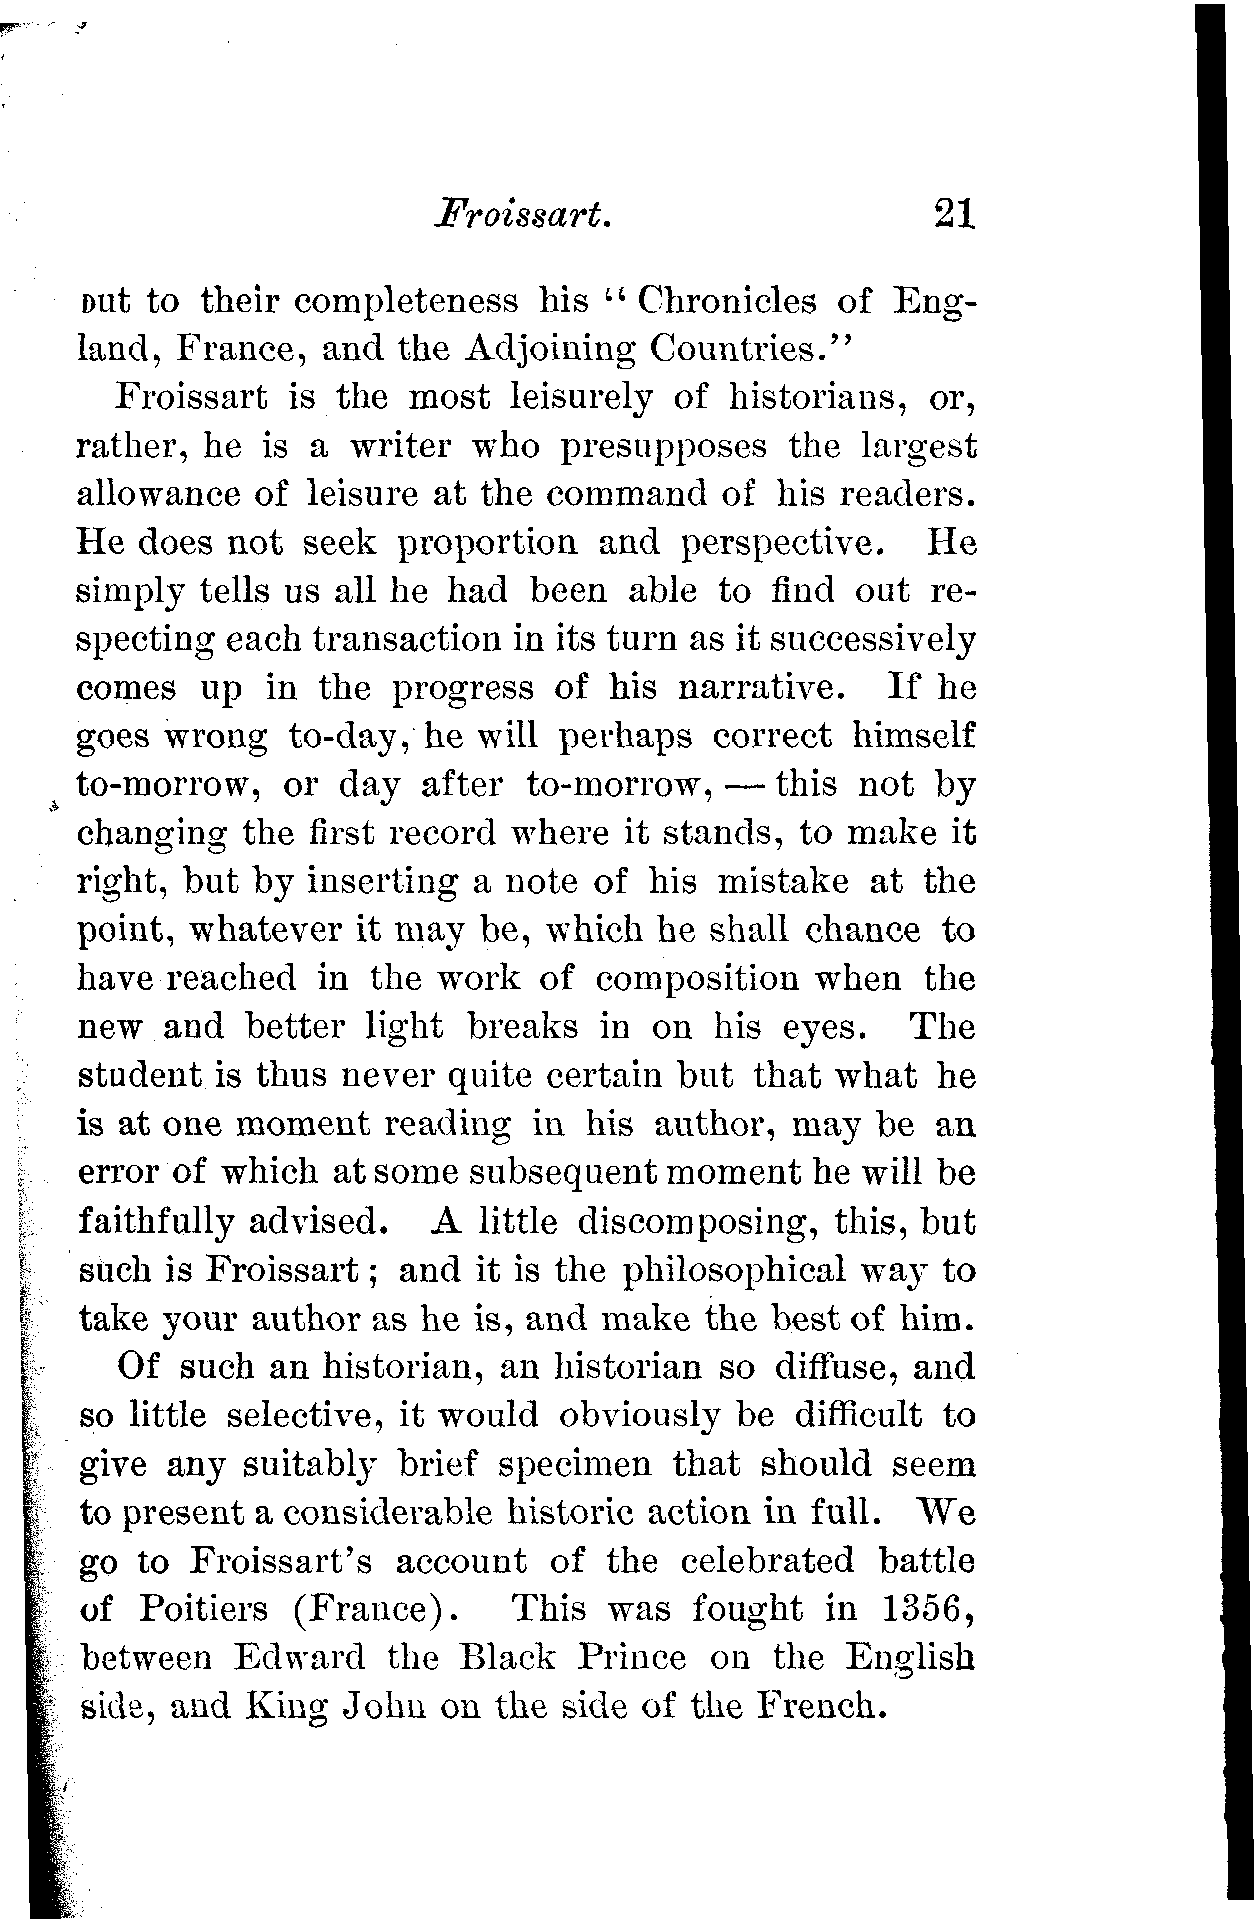 Froissart. 21
out to their completeness his “ Chronicles of Eng-
land, France, and the Adjoining Countries.”
Froissart is the most leisurely of historians, or,
rather, he is a writer who presupposes the largest
allowance of leisure at the command of his readers.
He does not seek proportion and perspective. He
simply tells us all he had been able to find out re-
specting each transaction in its turn as it successively
comes up in the progress of his narrative. If he
goes wrong to-day, he will perhaps correct himself
to-morrow, or day after to-morrow, — this not by
changing the first record where it stands, to make it
right, but by inserting a note of his mistake at the
point, whatever it may be, which he shall chance to
have reached in the work of composition when the
new and better light breaks in on his eyes. The
student is thus never quite certain but that what he
is at one moment reading in his author, may be an
error of which at some subsequent moment he will be
faithfully advised. A little discomposing, this, but
such is Froissart ; and it is the philosophical way to
take your author as he is, and make the best of him.
Of such an historian, an historian so diffuse, and
so little selective, it would obviously be difficult to
give any suitably brief specimen that should seem
to present a considerable historic action in full. We
go to Froissart's account of the celebrated battle
of Poitiers (France). This was fought in 1356,
between Edward the Black Prince on the English
side, and King John on the side of the French.